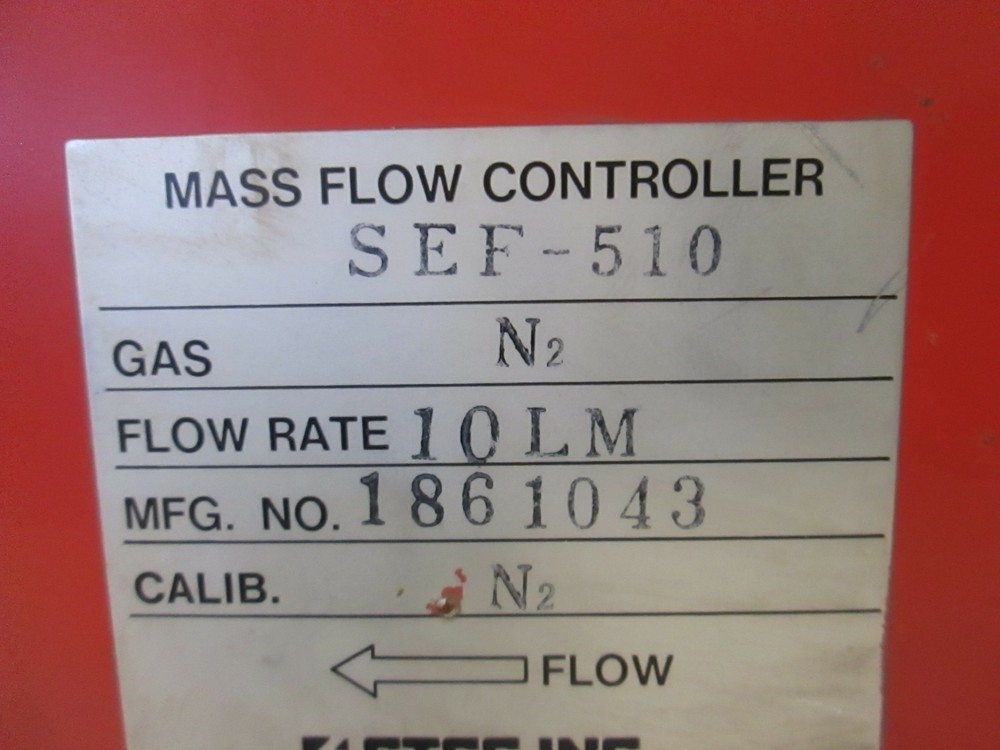 MASS FLOW CONTROLLER
SEF-510
GAS N₂
FLOW RATE 10LM
MFG. NO. 1861043
CALIB. N₂
FLOW